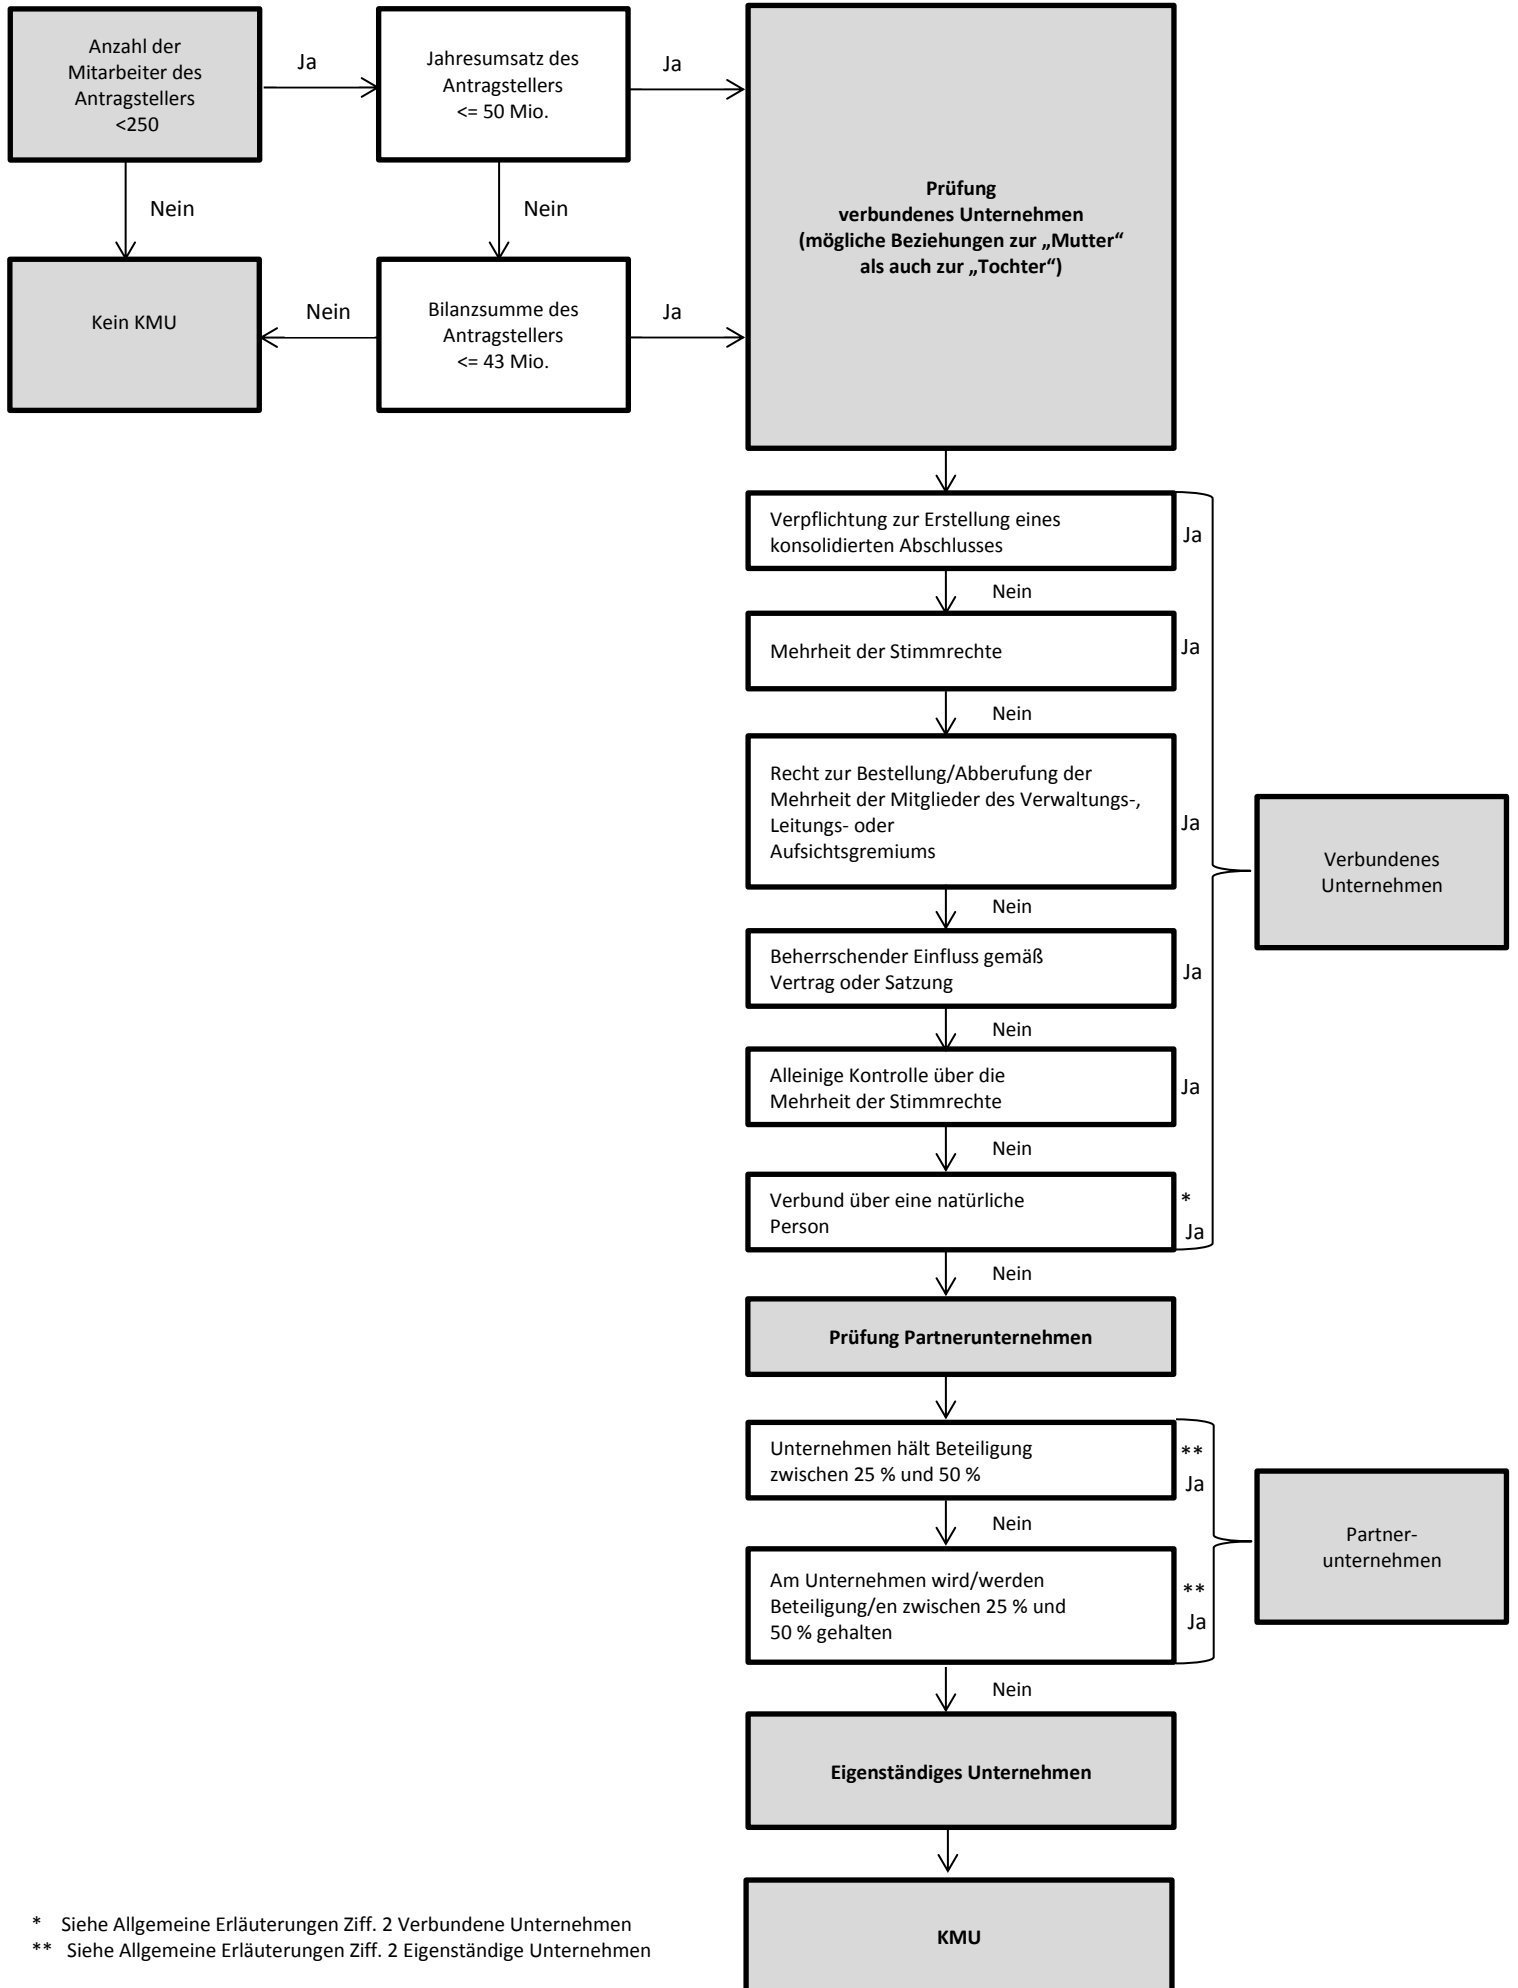 Anzahl der
Mitarbeiter des
Antragstellers
<250
Ja
Jahresumsatz des
Antragstellers
<= 50 Mio.
Ja
Prüfung
verbundenes Unternehmen
(mögliche Beziehungen zur „Mutter“
als auch zur „Tochter“)
Nein
Nein
Kein KMU
Nein
Bilanzsumme des
Antragstellers
<= 43 Mio.
Ja
Verpflichtung zur Erstellung eines
konsolidierten Abschlusses
Ja
Nein
Mehrheit der Stimmrechte
Ja
Nein
Recht zur Bestellung/Abberufung der
Mehrheit der Mitglieder des Verwaltungs-,
Leitungs- oder
Aufsichtsgremiums
Ja
Verbundenes
Unternehmen
Nein
Beherrschender Einfluss gemäß
Vertrag oder Satzung
Ja
Nein
Alleinige Kontrolle über die
Mehrheit der Stimmrechte
Ja
Nein
Verbund über eine natürliche
Person
*
Ja
Nein
Prüfung Partnerunternehmen
Unternehmen hält Beteiligung
zwischen 25 % und 50 %
**
Ja
Nein
Partner-
unternehmen
Am Unternehmen wird/werden
Beteiligung/en zwischen 25 % und
50 % gehalten
**
Ja
Nein
Eigenständiges Unternehmen
KMU
* Siehe Allgemeine Erläuterungen Ziff. 2 Verbundene Unternehmen
** Siehe Allgemeine Erläuterungen Ziff. 2 Eigenständige Unternehmen